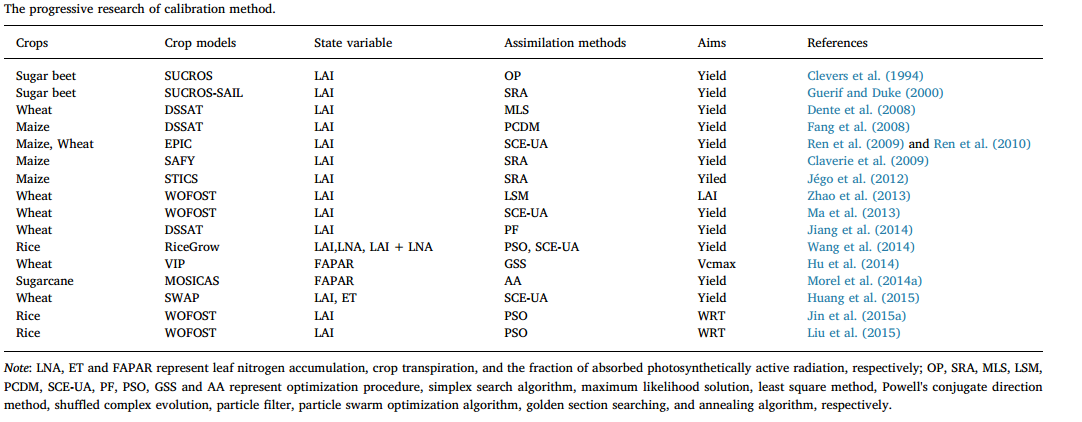 The progressive research of calibration method.
Crops Crop models State variable Assimilation methods Aims References
Sugar beet SUCROS LAI OP Yield Clevers et al. (1994)
Sugar beet SUCROS-SAIL LAI SRA Yield Guerif and Duke (2000)
Wheat DSSAT LAI MLS Yield Dente et al. (2008)
Maize DSSAT LAI PCDM Yield Fang et al. (2008)
Maize, Wheat EPIC LAI SCE-UA Yield Ren et al. (2009) and Ren et al. (2010)
Maize SAFY LAI SRA Yield Claverie et al. (2009)
Maize STICS LAI SRA Yiled Jégo et al. (2012)
Wheat WOFOST LAI LSM LAI Zhao et al. (2013)
Wheat WOFOST LAI SCE-UA Yield Ma et al. (2013)
Wheat DSSAT LAI PF Yield Jiang et al. (2014)
Rice RiceGrow LAI,LNA, LAI + LNA PSO, SCE-UA Yield Wang et al. (2014)
Wheat VIP FAPAR GSS Vcmax Hu et al. (2014)
Sugarcane MOSICAS FAPAR AA Yield Morel et al. (2014a)
Wheat SWAP LAI, ET SCE-UA Yield Huang et al. (2015)
Rice WOFOST LAI PSO WRT Jin et al. (2015a)
Rice WOFOST LAI PSO WRT Liu et al. (2015)
Note: LNA, ET and FAPAR represent leaf nitrogen accumulation, crop transpiration, and the fraction of absorbed photosynthetically active radiation, respectively; OP, SRA, MLS, LSM,
PCDM, SCE-UA, PF, PSO, GSS and AA represent optimization procedure, simplex search algorithm, maximum likelihood solution, least square method, Powell's conjugate direction
method, shuffled complex evolution, particle filter, particle swarm optimization algorithm, golden section searching, and annealing algorithm, respectively.